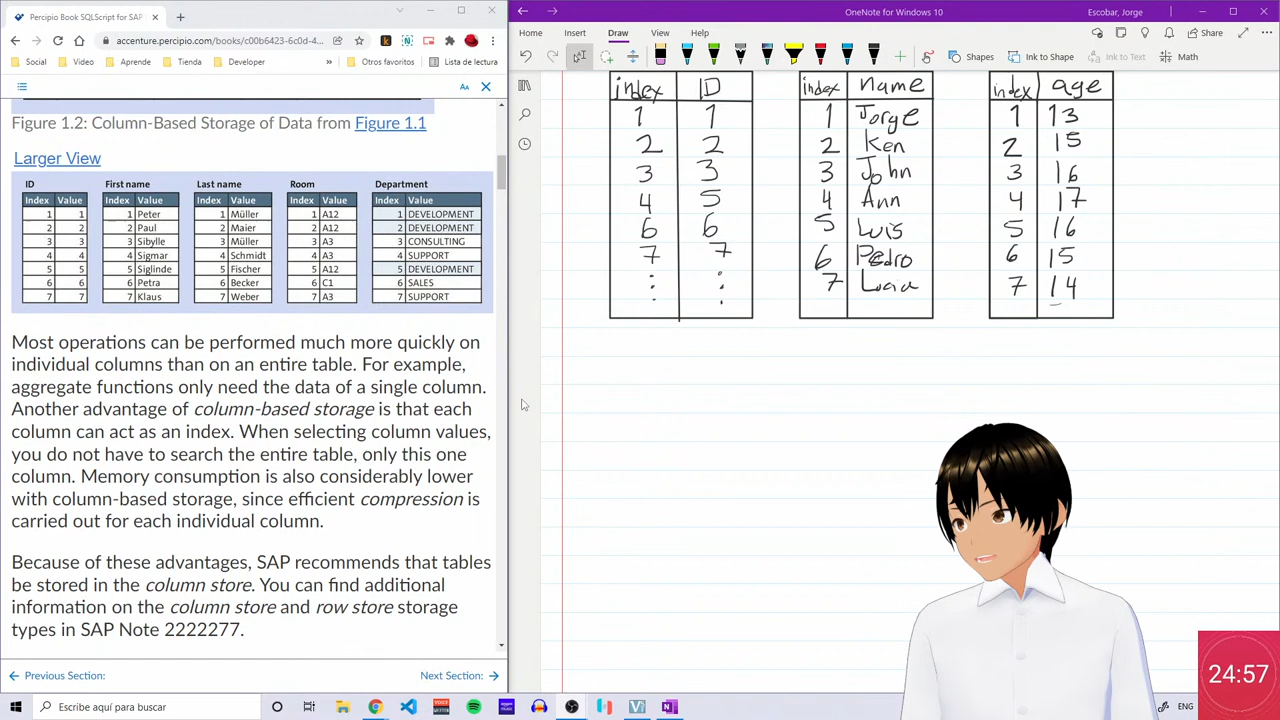 Percipio Book SQLScript for SAP
accenture.percipio.com/books/c00b6423-6c0d-4...
Social
Video
Aprende
Tienda
Deportes
Otros favoritos
Lista de lectura
Figure 1.2: Column-Based Storage of Data from Figure 1.1
Larger View
ID First name Last name Room Department
Index Value Index Value Index Value Index Value Index Value
1 1 1 Peter 1 Müller 1 A12 1 DEVELOPMENT
2 2 2 Paul 2 Maier 2 A12 2 DEVELOPMENT
3 3 3 Sibylle 3 Müller 3 A3 3 CONSULTING
4 4 4 Sigmar 4 Schmidt 4 A3 4 SUPPORT
5 5 5 Siglinde 5 Fischer 5 A12 5 DEVELOPMENT
6 6 6 Petra 6 Becker 6 C1 6 SALES
7 7 7 Klaus 7 Weber 7 A3 7 SUPPORT
Most operations can be performed much more quickly on
individual columns than on an entire table. For example,
aggregate functions only need the data of a single column.
Another advantage of column-based storage is that each
column can act as an index. When selecting column values,
you do not have to search the entire table, only this one
column. Memory consumption is also considerably lower
with column-based storage, since efficient compression is
carried out for each individual column.
Because of these advantages, SAP recommends that tables
be stored in the column store. You can find additional
information on the column store and row store storage
types in SAP Note 2222277.
Previous Section:
Next Section:
OneNote for Windows 10
Escobar, Jorge
Home Insert Draw View Help
Share
Shapes
Ink to Shape
Ink to Text
Math
index ID
1 1
2 2
3 3
4 5
6 6
7 7
index name
1 Jorge
2 Ken
3 John
4 Ann
5 Luis
6 Pedro
7 Lucia
index age
1 13
2 15
3 16
4 17
5 16
6 15
7 14
24:57
Escribe aquí para buscar
ENG